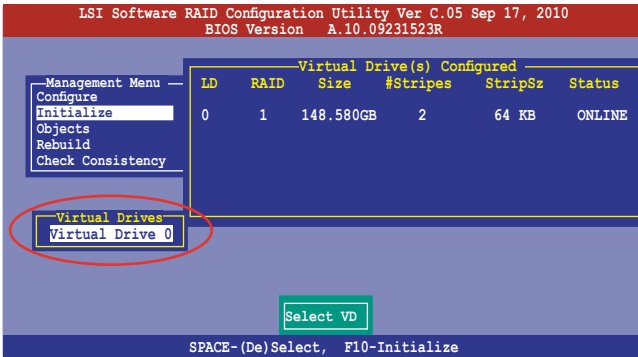 LSI Software RAID Configuration Utility Ver C.05 Sep 17, 2010
BIOS Version A.10.09231523R
Virtual Drive(s) Configured
LD RAID Size #Stripes StripSz Status
0 1 148.580GB 2 64 KB ONLINE
Management Menu
Configure
Initialize
Objects
Rebuild
Check Consistency
Virtual Drives
Virtual Drive 0
Select VD
SPACE-(De)Select, F10-Initialize